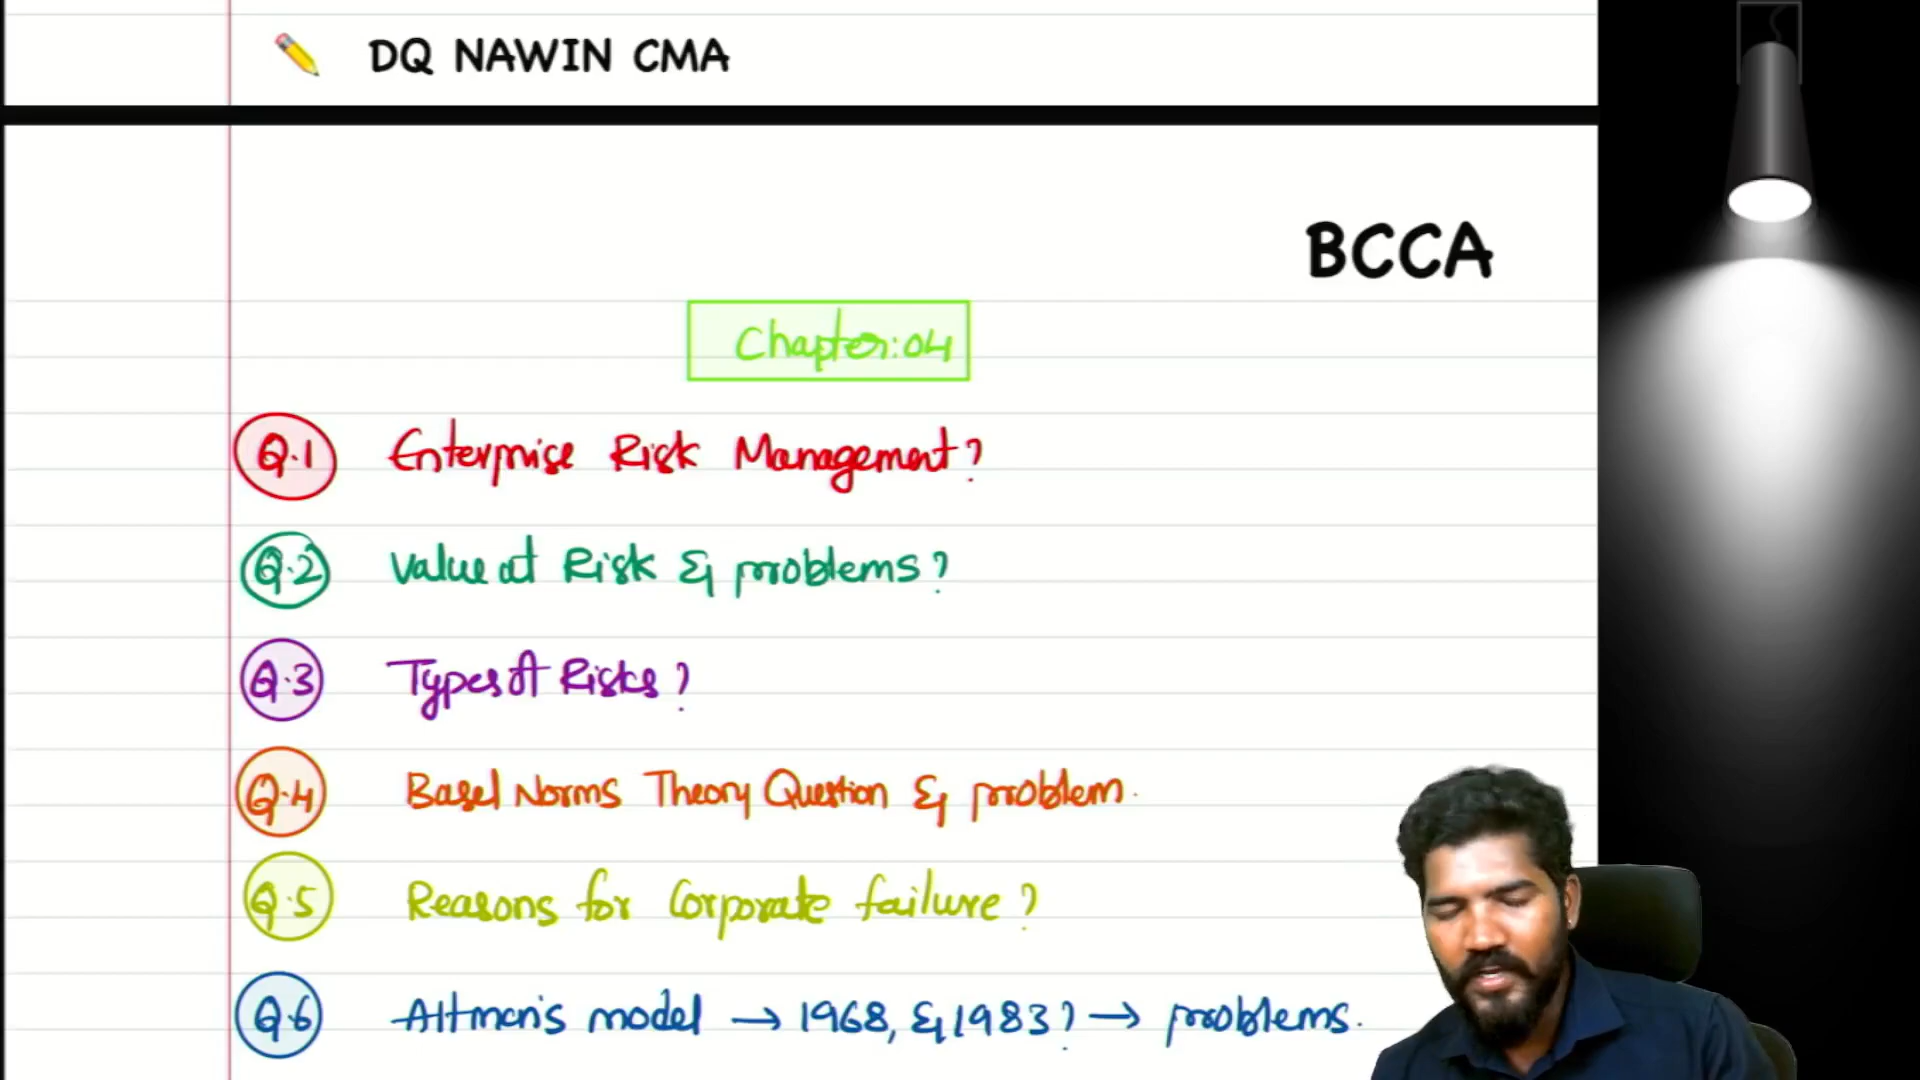 ✏️ DQ NAWIN CMA
BCCA
Chapter:04
Q.1 Enterprise Risk Management?
Q.2 Value at Risk & problems?
Q.3 Types of Risks?
Q.4 Basel Norms Theory Question & problem.
Q.5 Reasons for Corporate failure?
Q.6 Altman's model → 1968, & 1983? → problems.